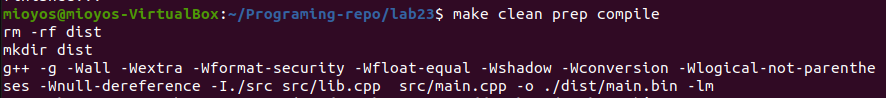 mioyos@mioyos-VirtualBox:~/Programing-repo/lab23$ make clean prep compile
rm -rf dist
mkdir dist
g++ -g -Wall -Wextra -Wformat-security -Wfloat-equal -Wshadow -Wconversion -Wlogical-not-parenthe
ses -Wnull-dereference -I./src src/lib.cpp  src/main.cpp -o ./dist/main.bin -lm